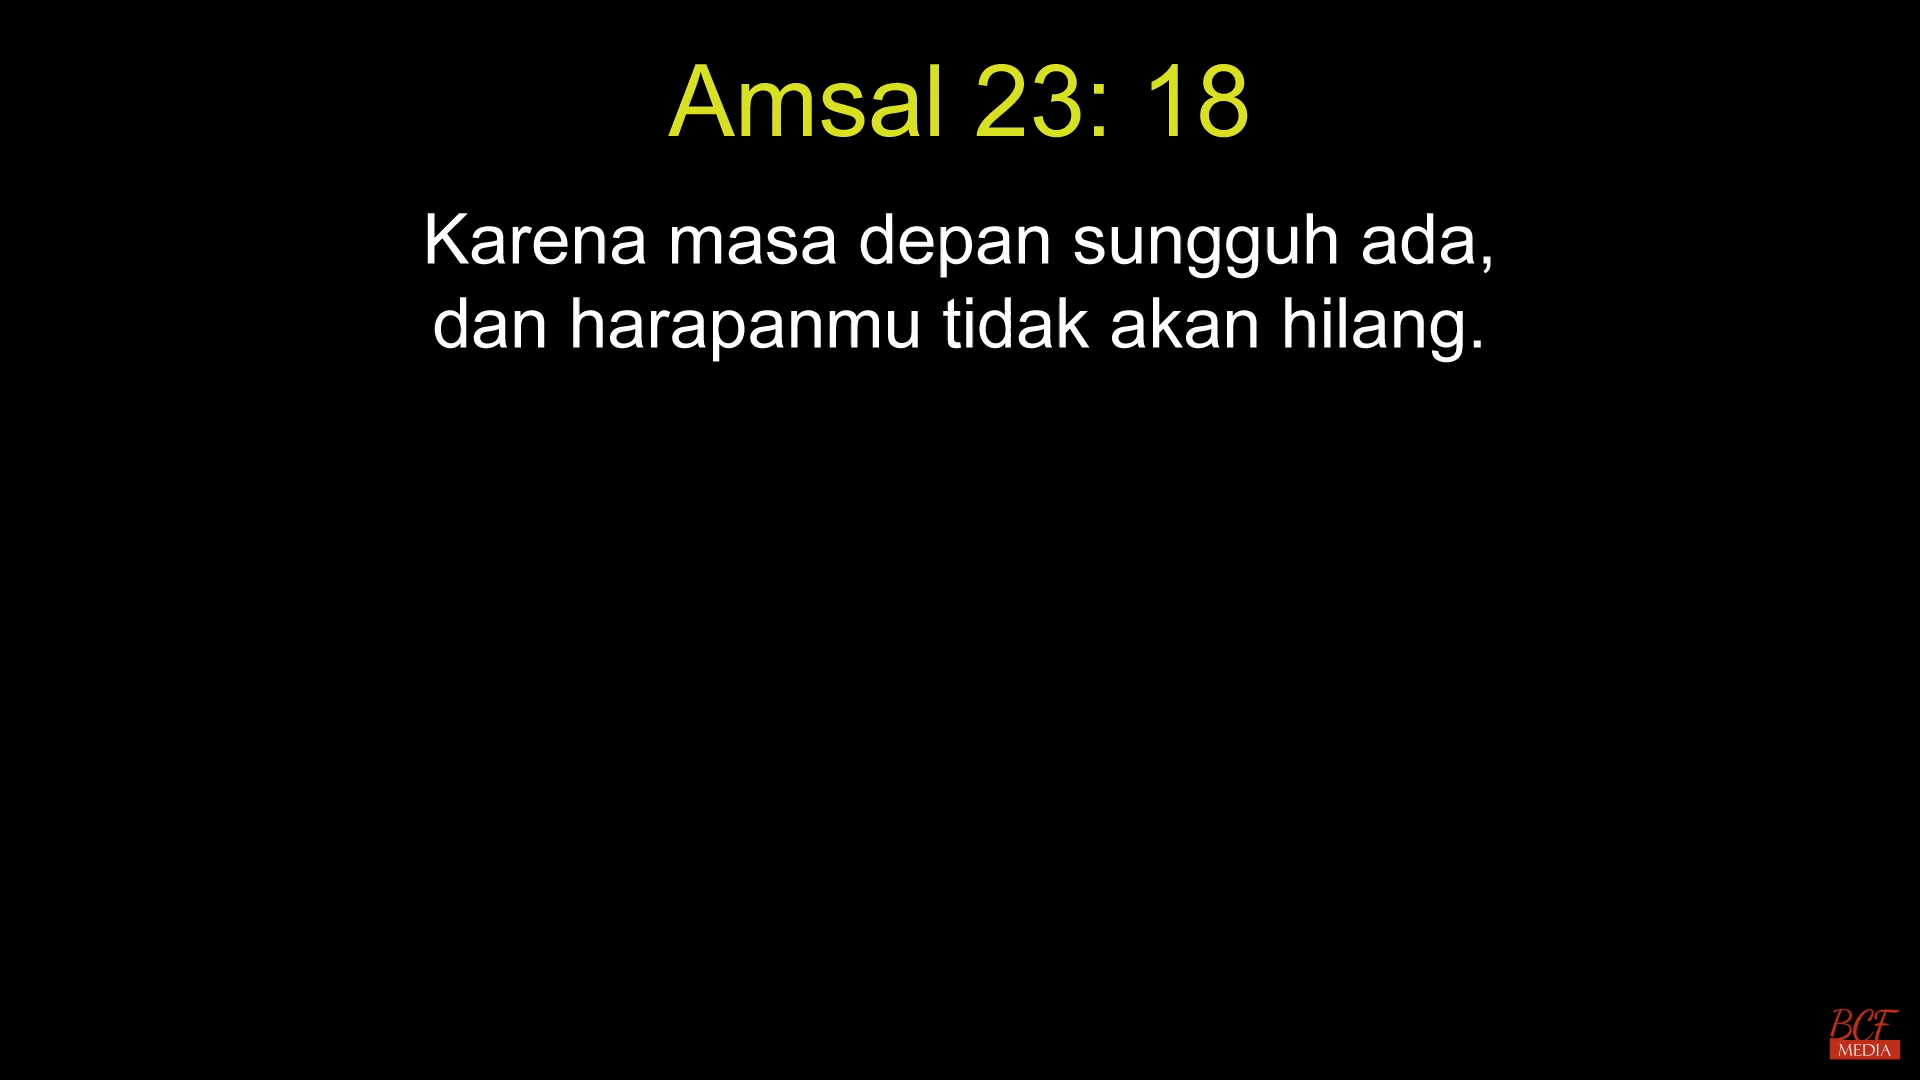 Amsal 23: 18
Karena masa depan sungguh ada,
dan harapanmu tidak akan hilang.
BCF
MEDIA